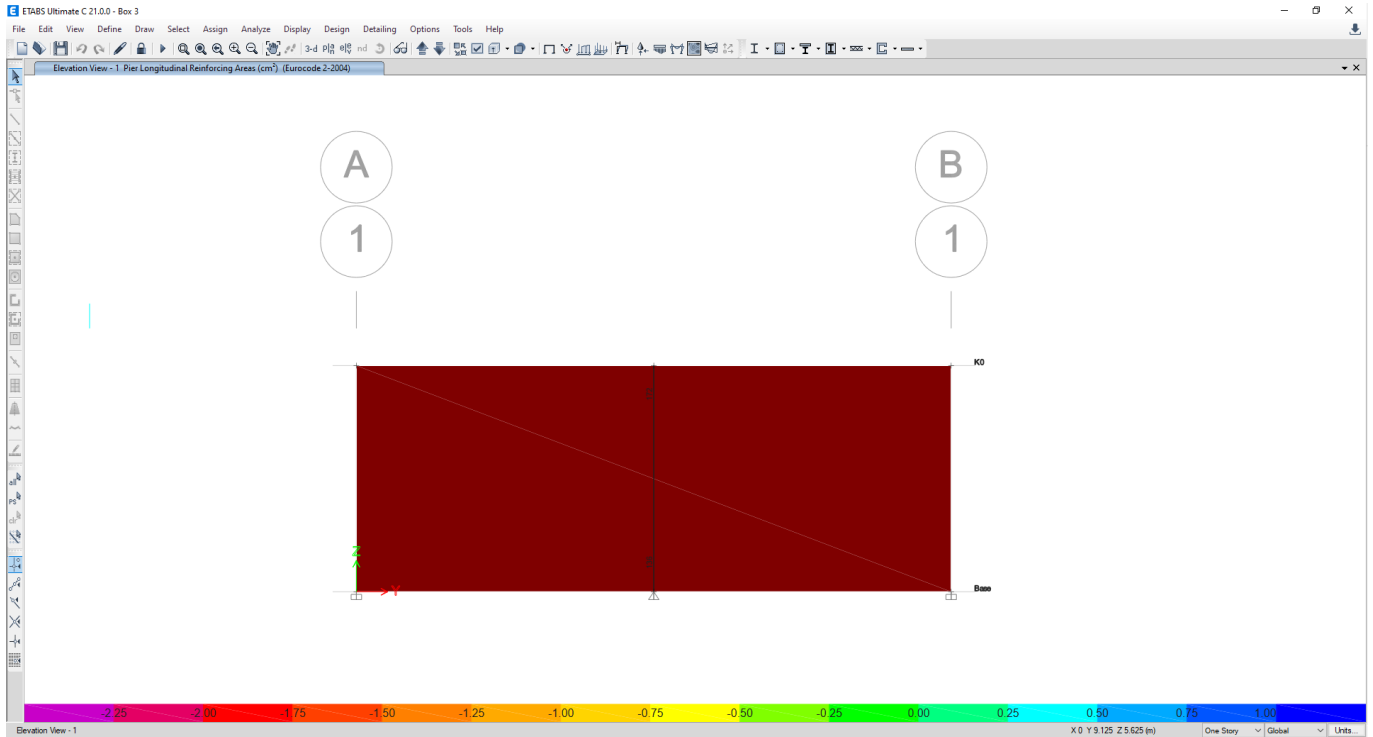 ETABS Ultimate C 21.0.0 - Box 3
File Edit View Define Draw Select Assign Analyze Display Design Detailing Options Tools Help
3-d nd
Elevation View - 1 Pier Longitudinal Reinforcing Areas (cm²) (Eurocode 2-2004)
A B
1 1
K0
Z
Y
Base
all
PS
clr
-2.25 -2.00 -1.75 -1.50 -1.25 -1.00 -0.75 -0.50 -0.25 0.00 0.25 0.50 0.75 1.00
Elevation View - 1 X 0 Y 9.125 Z 5.625 (m) One Story Global Units...